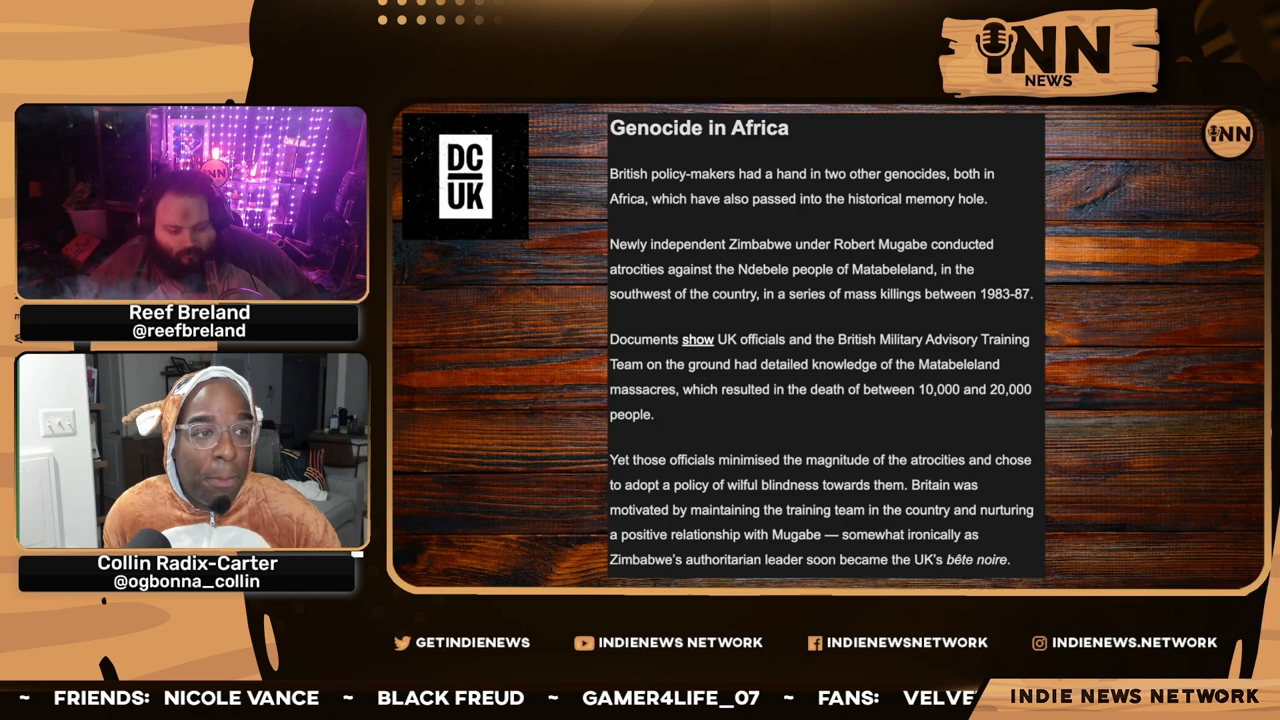 INN
NEWS
ON AIR
INN
Reef Breland
@reefbreland
Collin Radix-Carter
@ogbonna_collin
DC
UK
INN
Genocide in Africa
British policy-makers had a hand in two other genocides, both in
Africa, which have also passed into the historical memory hole.
Newly independent Zimbabwe under Robert Mugabe conducted
atrocities against the Ndebele people of Matabeleland, in the
southwest of the country, in a series of mass killings between 1983-87.
Documents show UK officials and the British Military Advisory Training
Team on the ground had detailed knowledge of the Matabeleland
massacres, which resulted in the death of between 10,000 and 20,000
people.
Yet those officials minimised the magnitude of the atrocities and chose
to adopt a policy of wilful blindness towards them. Britain was
motivated by maintaining the training team in the country and nurturing
a positive relationship with Mugabe — somewhat ironically as
Zimbabwe's authoritarian leader soon became the UK's bête noire.
GETINDIENEWS INDIENEWS NETWORK INDIENEWSNETWORK INDIENEWS.NETWORK
~ FRIENDS: NICOLE VANCE ~ BLACK FREUD ~ GAMER4LIFE_07 ~ FANS: VELVE INDIE NEWS NETWORK